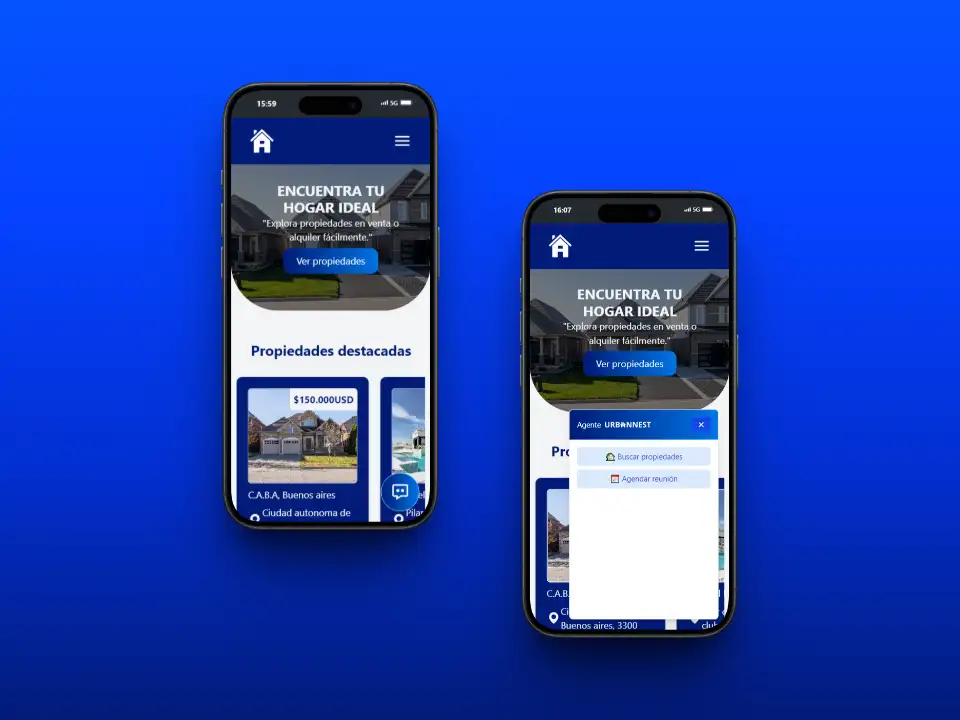 15:59
5G
ENCUENTRA TU
HOGAR IDEAL
"Explora propiedades en venta o
alquiler fácilmente."
Ver propiedades
Propiedades destacadas
$150.000USD
C.A.B.A, Buenos aires
Ciudad autonoma de
Pilar
16:07
5G
ENCUENTRA TU
HOGAR IDEAL
"Explora propiedades en venta o
alquiler fácilmente."
Ver propiedades
Agente URBANNEST
Buscar propiedades
Agendar reunión
Pro
C.A.B.
Buenos aires, 3300